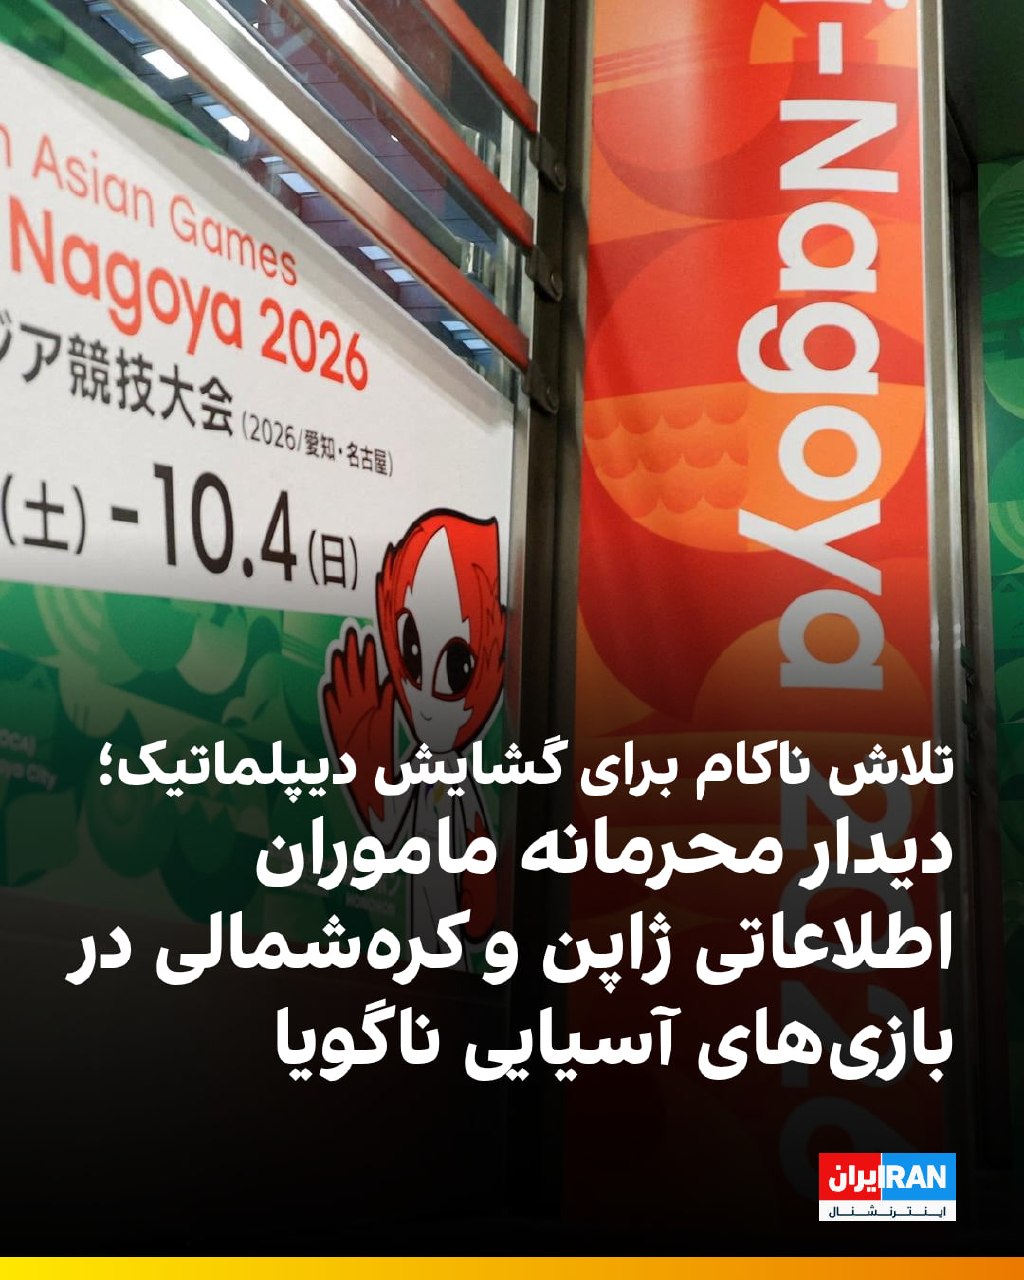 Asian Games
Nagoya 2026
ジア競技大会 (2026/愛知・名古屋)
(土) - 10.4 (日)
i-Nagoya 2026
تلاش ناکام برای گشایش دیپلماتیک؛
دیدار محرمانه ماموران
اطلاعاتی ژاپن و کره‌شمالی در
بازی‌های آسیایی ناگویا
ایران IRAN
اینترنشنال